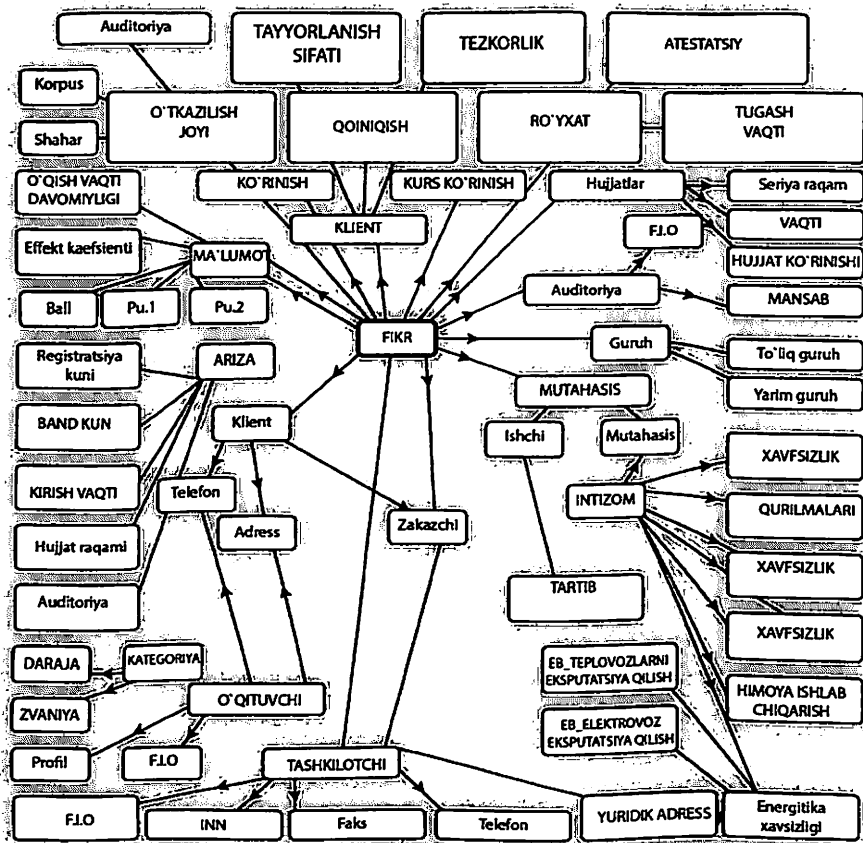 Auditoriya
TAYYORLANISH
SIFATI
TEZKORLIK
ATESTATSIY
Korpus
Shahar
O`TKAZILISH
JOYI
QOINIQISH
RO`YXAT
TUGASH
VAQTI
O`QISH VAQTI
DAVOMIYLIGI
KO`RINISH
KURS KO`RINISH
Hujjatlar
Seriya raqam
KLIENT
F.I.O
VAQTI
Effekt kaefsienti
MA`LUMOT
HUJJAT KO`RINISHI
Auditoriya
MANSAB
Ball
Pu.1
Pu.2
FIKR
Guruh
To`liq guruh
Yarim guruh
Registratsiya
kuni
ARIZA
MUTAHASIS
BAND KUN
Klient
Ishchi
Mutahasis
XAVFSIZLIK
KIRISH VAQTI
Telefon
INTIZOM
QURILMALARI
Adress
Zakazchi
Hujjat raqami
XAVFSIZLIK
Auditoriya
TARTIB
XAVFSIZLIK
DARAJA
KATEGORIYA
EB_TEPLOVOZLARNI
EKSPUTATSIYA QILISH
ZVANIYA
O`QITUVCHI
HIMOYA ISHLAB
CHIQARISH
EB_ELEKTROVOZ
EKSPUTATSIYA QILISH
Profil
F.I.O
TASHKILOTCHI
F.I.O
INN
Faks
Telefon
YURIDIK ADRESS
Energitika
xavsizligi